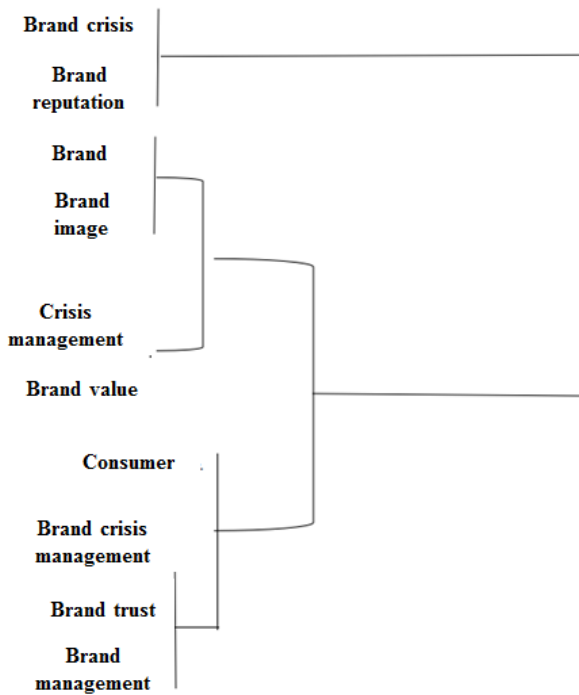 Brand crisis
Brand
reputation
Brand
Brand
image
Crisis
management
Brand value
Consumer
Brand crisis
management
Brand trust
Brand
management